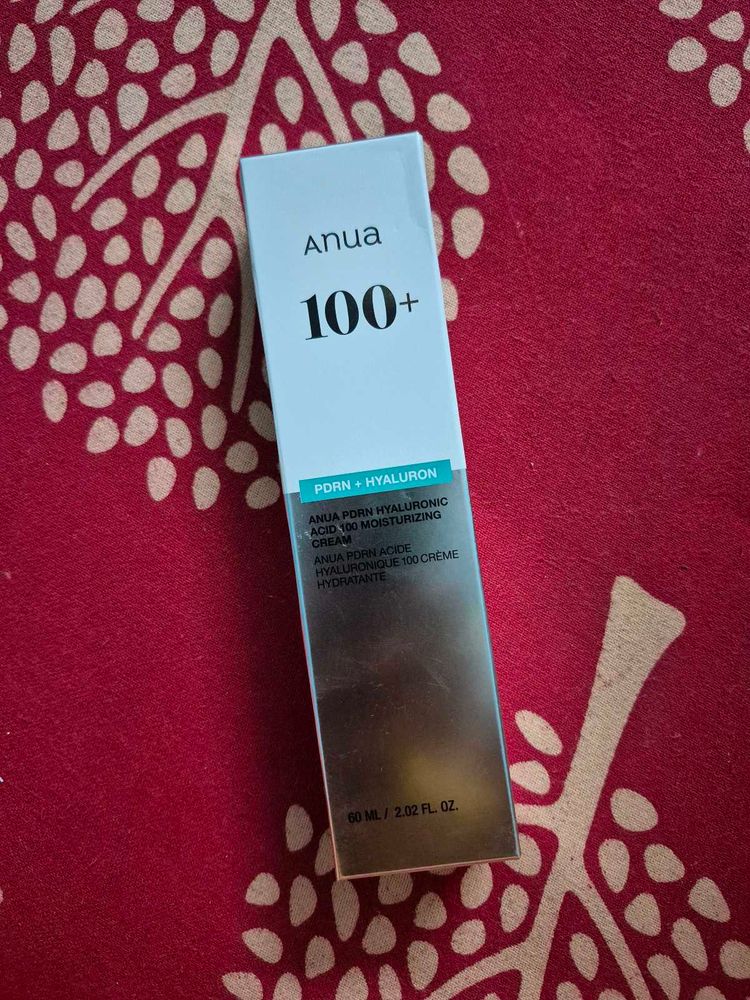 Anua
100+
PDRN + HYALURON
ANUA PDRN HYALURONIC
ACID 100 MOISTURIZING
CREAM
ANUA PDRN ACIDE
HYALURONIQUE 100 CRÈME
HYDRATANTE
60 ML / 2.02 FL. OZ.